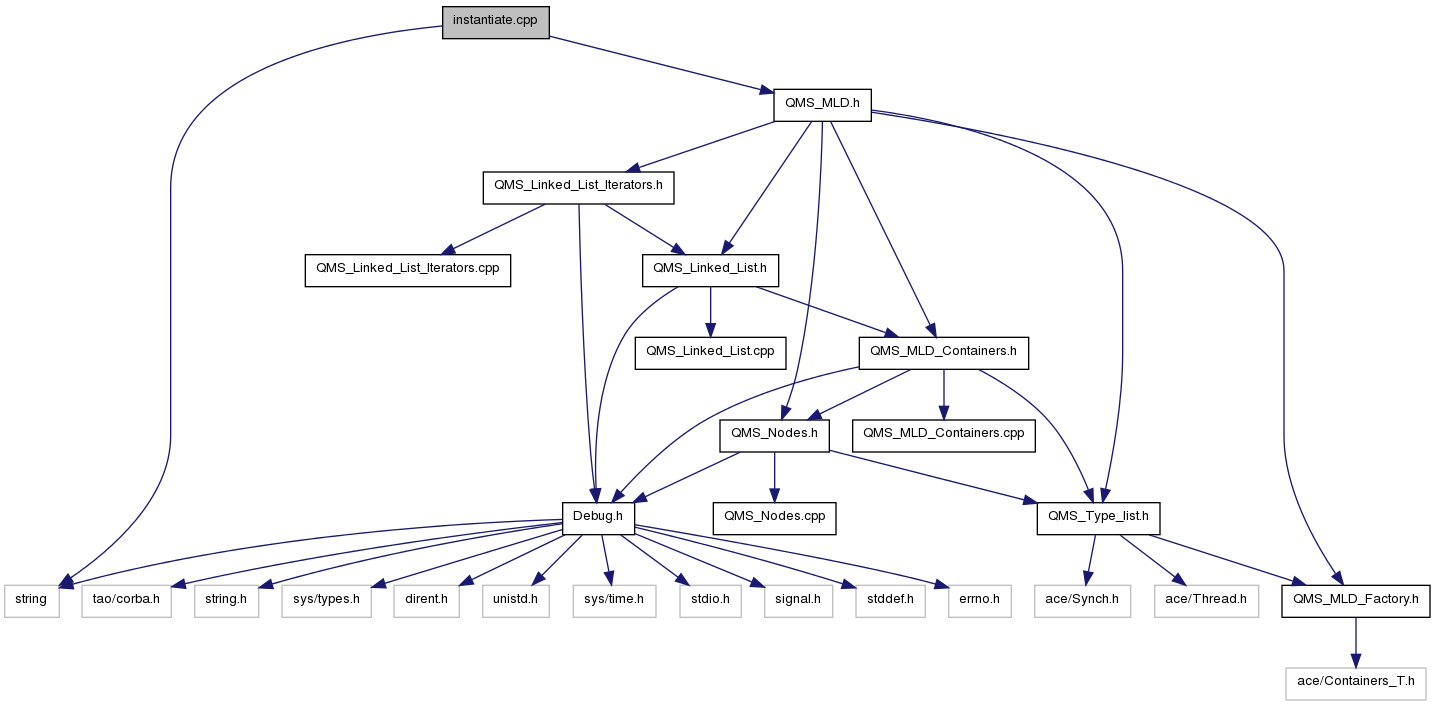 instantiate.cpp
QMS_MLD.h
QMS_Linked_List_Iterators.h
QMS_Linked_List_Iterators.cpp
QMS_Linked_List.h
QMS_Linked_List.cpp
QMS_MLD_Containers.h
QMS_Nodes.h
QMS_MLD_Containers.cpp
Debug.h
QMS_Nodes.cpp
QMS_Type_list.h
string
tao/corba.h
string.h
sys/types.h
dirent.h
unistd.h
sys/time.h
stdio.h
signal.h
stddef.h
errno.h
ace/Synch.h
ace/Thread.h
QMS_MLD_Factory.h
ace/Containers_T.h